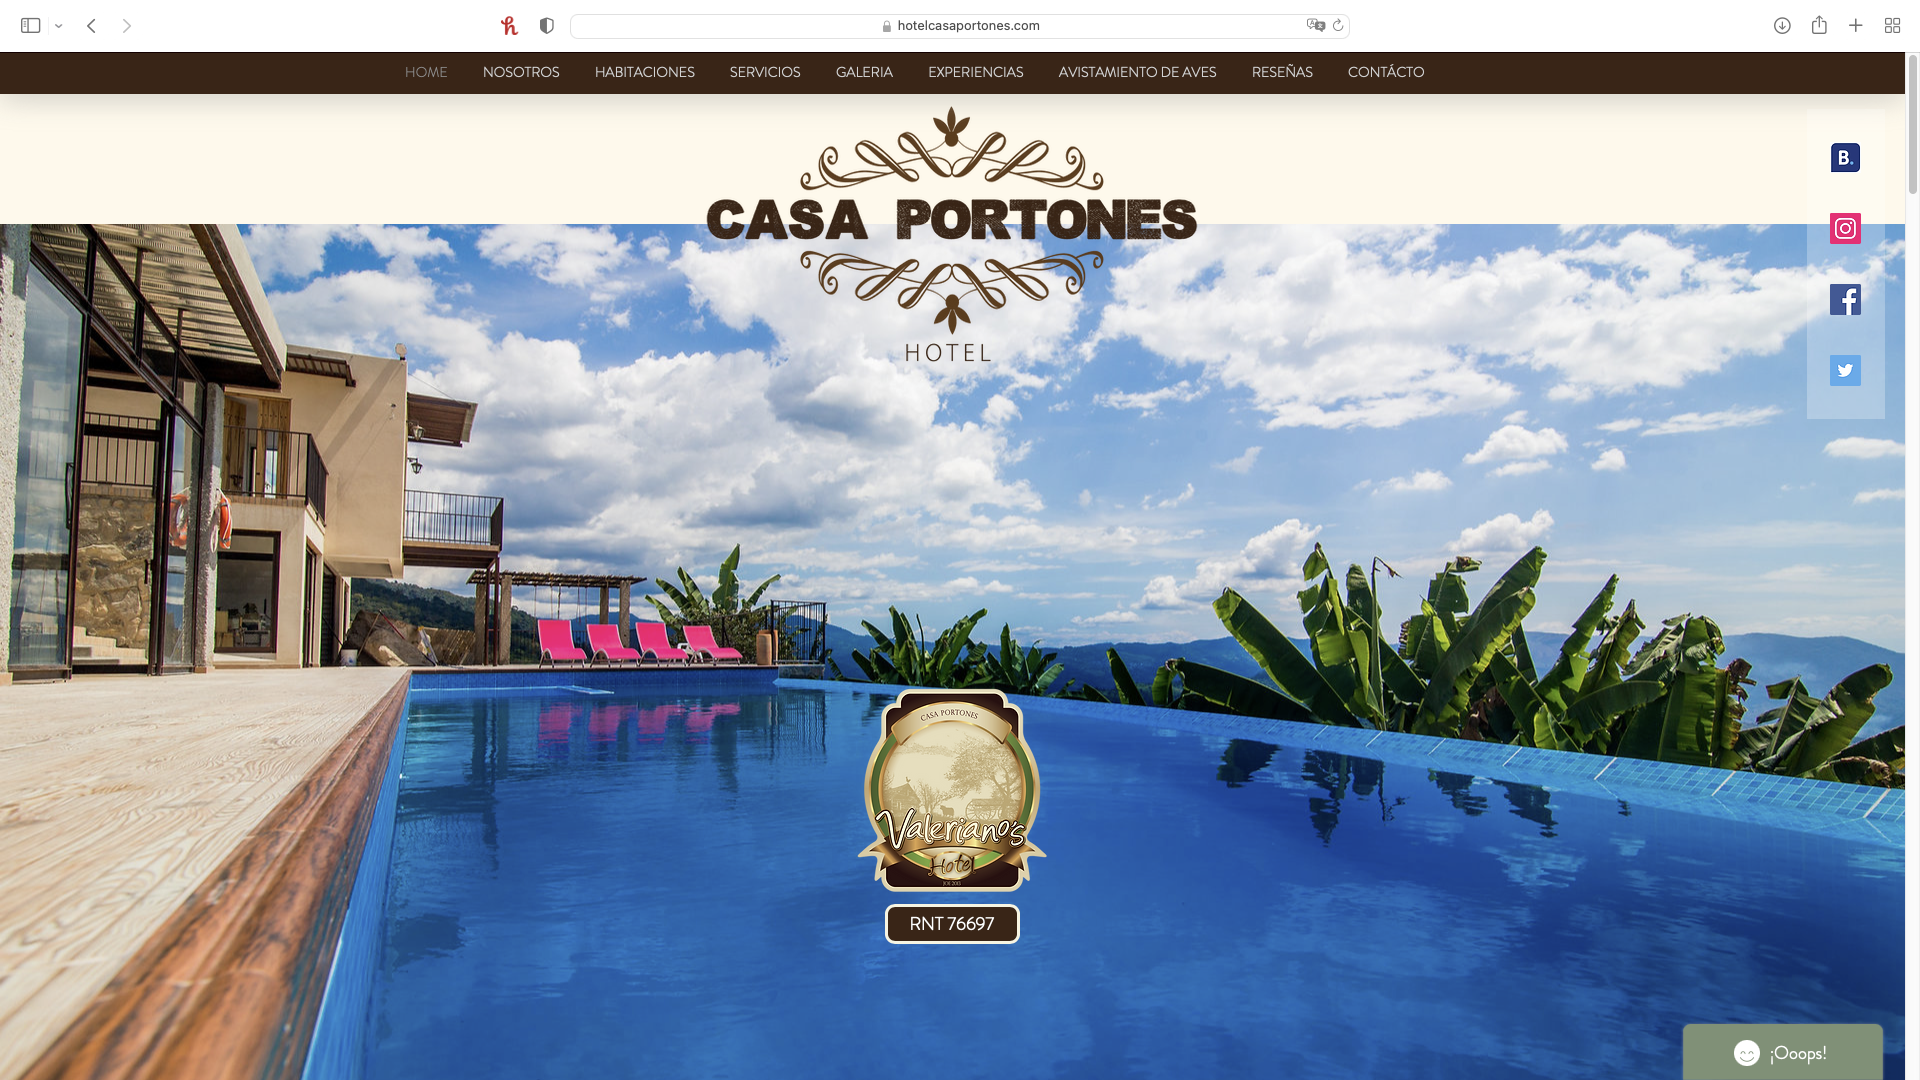 hotelcasaportones.com
HOME NOSOTROS HABITACIONES SERVICIOS GALERIA EXPERIENCIAS AVISTAMIENTO DE AVES RESEÑAS CONTÁCTO
B.
CASA PORTONES
HOTEL
CASA PORTONES
Valeriano's
Hotel
RNT 76697
¡Ooops!